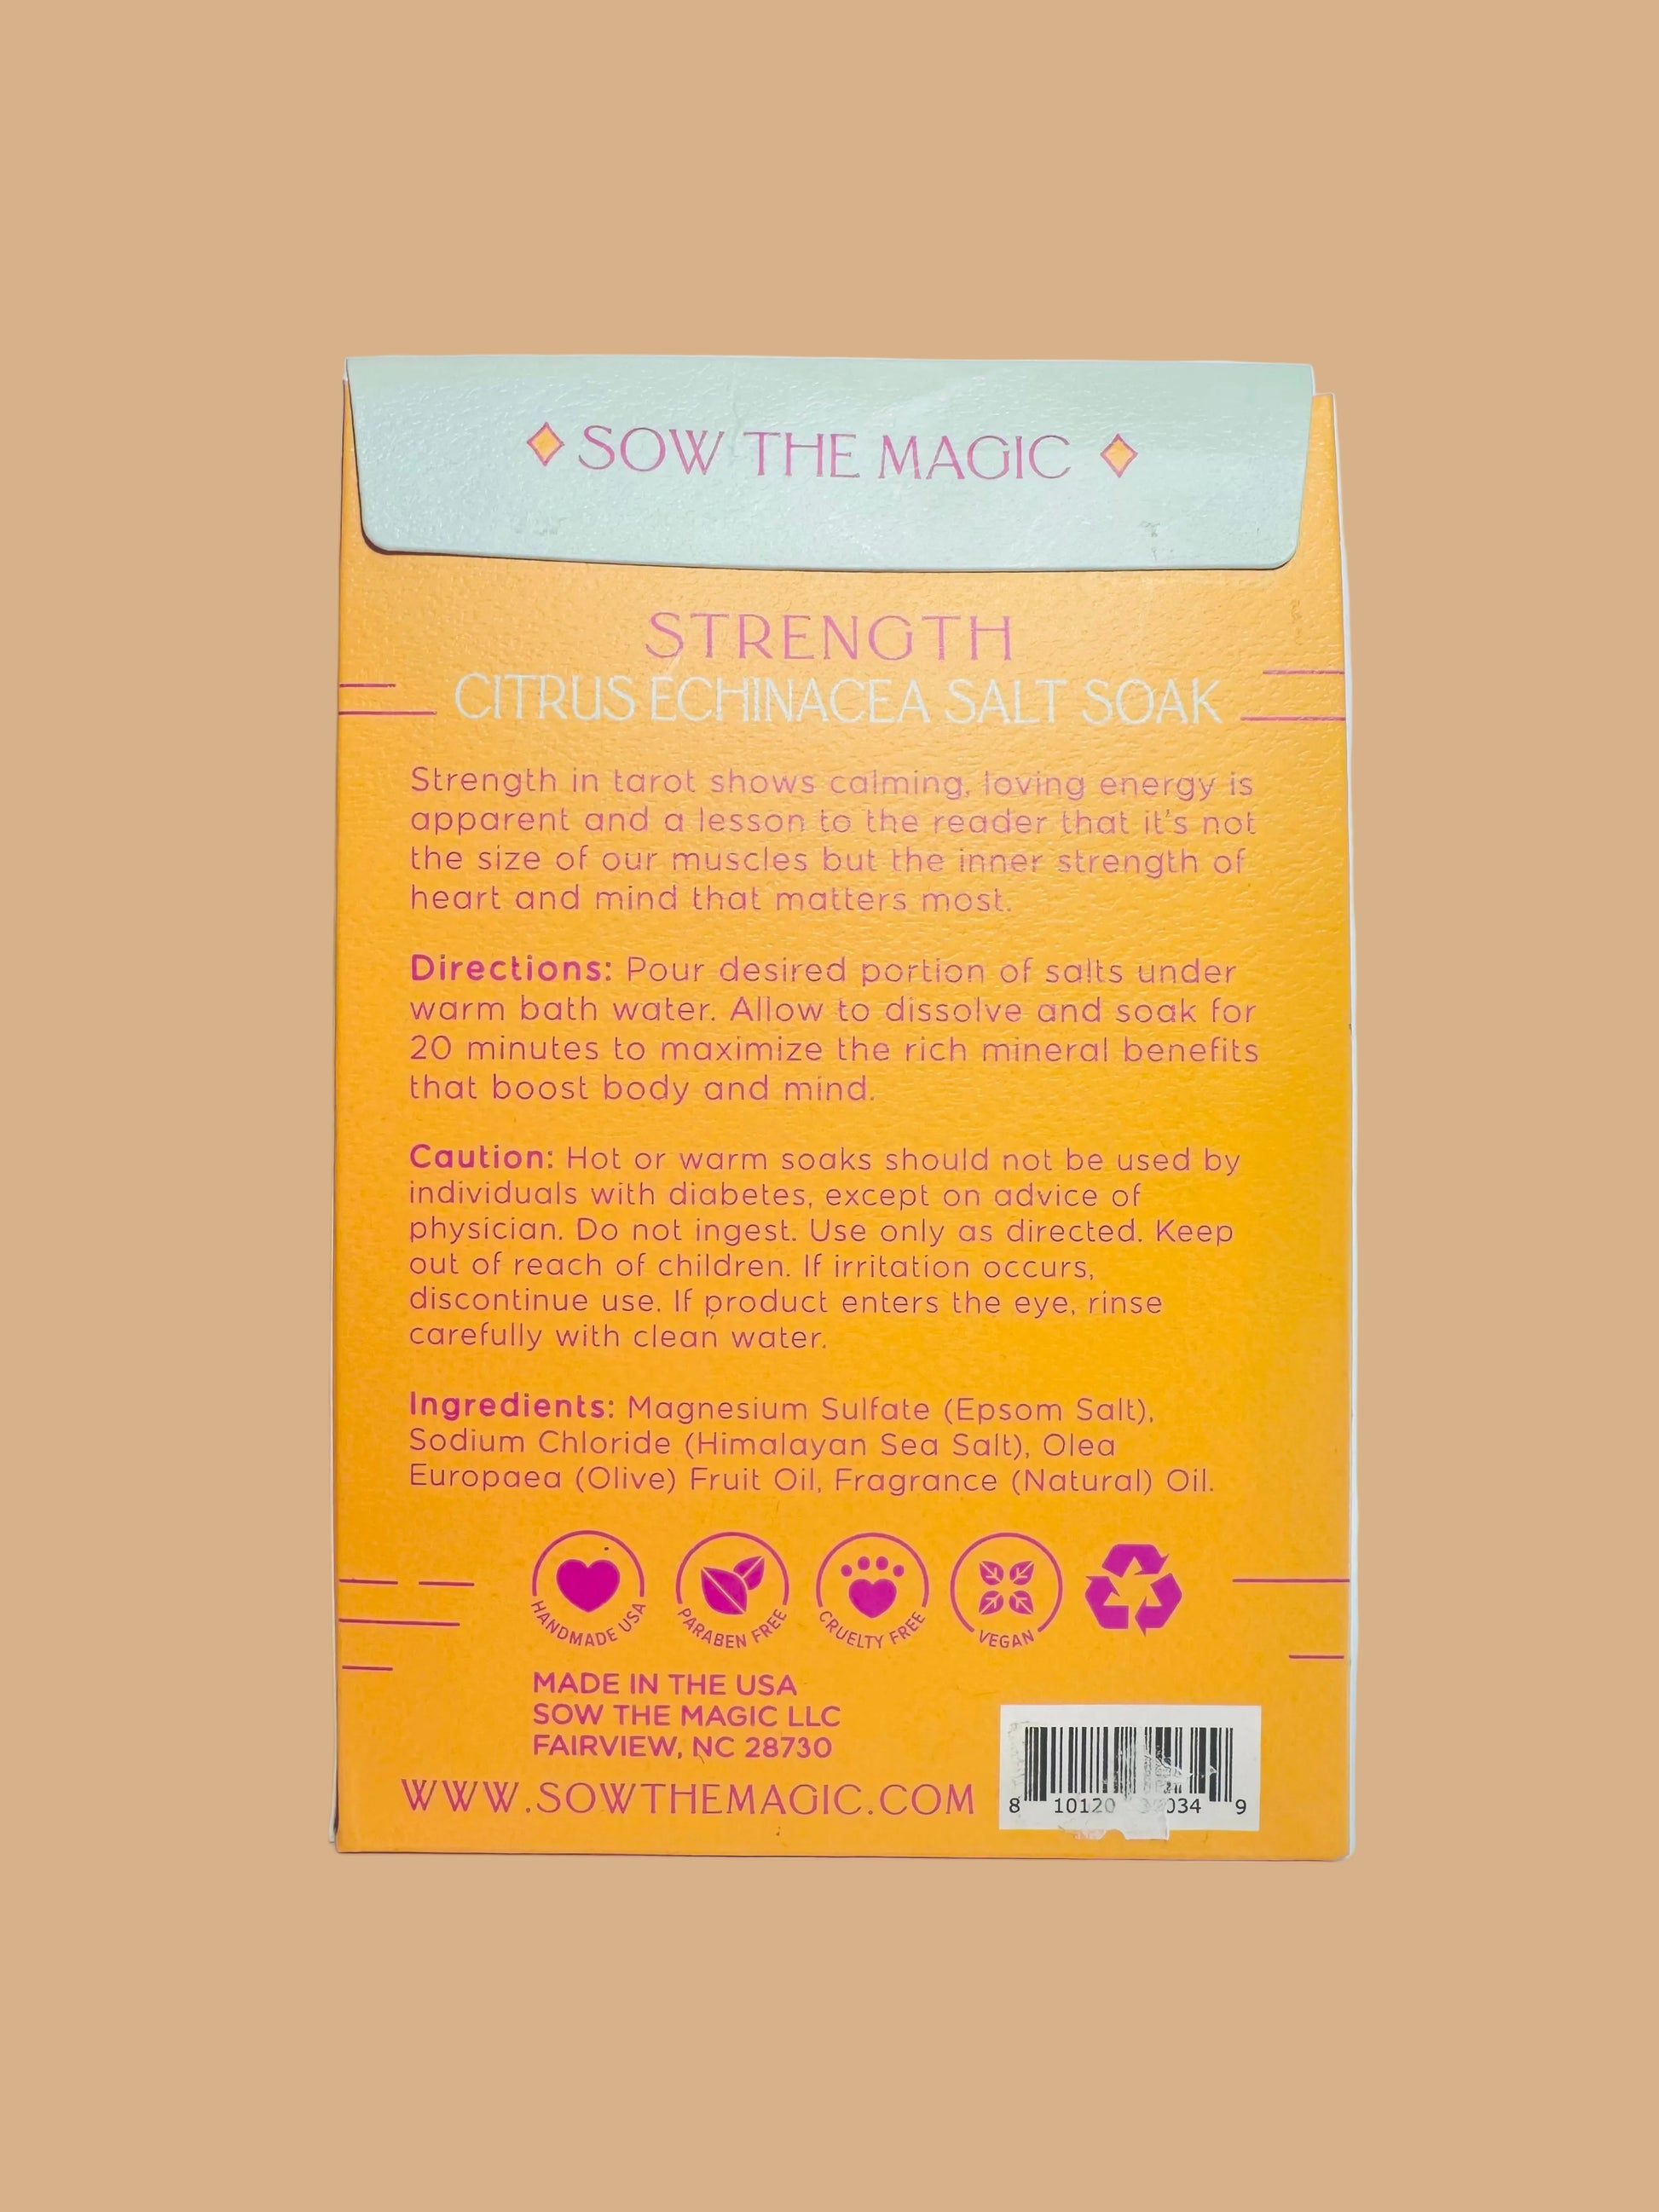 SOW THE MAGIC
STRENGTH
CITRUS ECHINACEA SALT SOAK
Strength in tarot shows calming, loving energy is
apparent and a lesson to the reader that it's not
the size of our muscles but the inner strength of
heart and mind that matters most.
Directions: Pour desired portion of salts under
warm bath water. Allow to dissolve and soak for
20 minutes to maximize the rich mineral benefits
that boost body and mind.
Caution: Hot or warm soaks should not be used by
individuals with diabetes, except on advice of
physician. Do not ingest. Use only as directed. Keep
out of reach of children. If irritation occurs,
discontinue use. If product enters the eye, rinse
carefully with clean water.
Ingredients: Magnesium Sulfate (Epsom Salt),
Sodium Chloride (Himalayan Sea Salt), Olea
Europaea (Olive) Fruit Oil, Fragrance (Natural) Oil.
HANDMADE USA
PARABEN FREE
CRUELTY FREE
VEGAN
MADE IN THE USA
SOW THE MAGIC LLC
FAIRVIEW, NC 28730
WWW.SOWTHEMAGIC.COM
8 10120 9